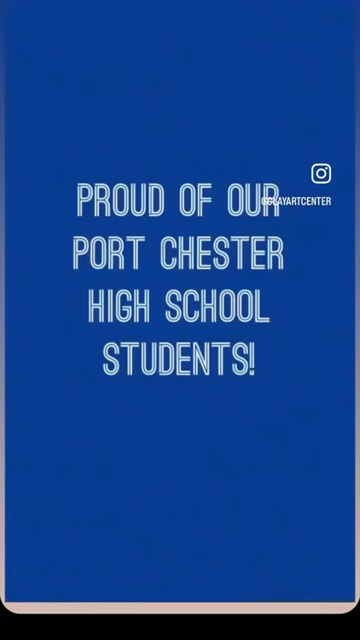 PROUD OF OUR
@CLAYARTCENTER
PORT CHESTER
HIGH SCHOOL
STUDENTS!